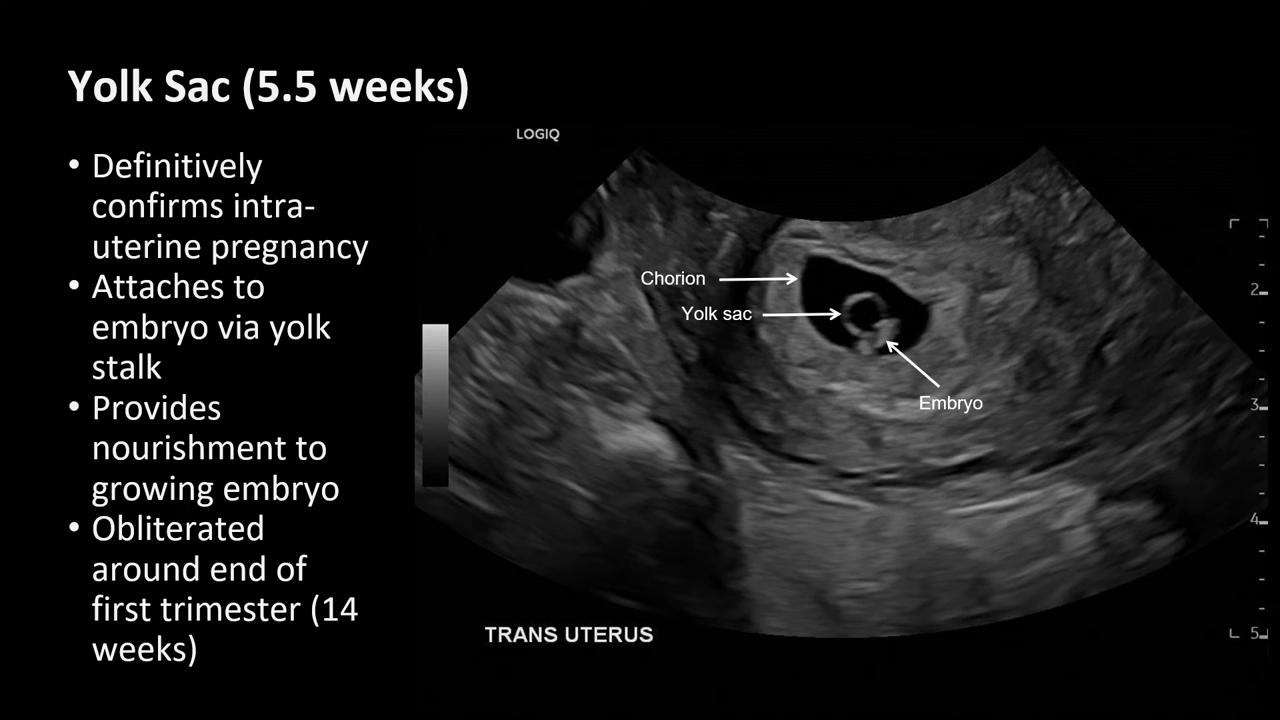 Yolk Sac (5.5 weeks)
• Definitively
confirms intra-
uterine pregnancy
• Attaches to
embryo via yolk
stalk
• Provides
nourishment to
growing embryo
• Obliterated
around end of
first trimester (14
weeks)
LOGIQ
Chorion
Yolk sac
Embryo
2
3
4
5
TRANS UTERUS